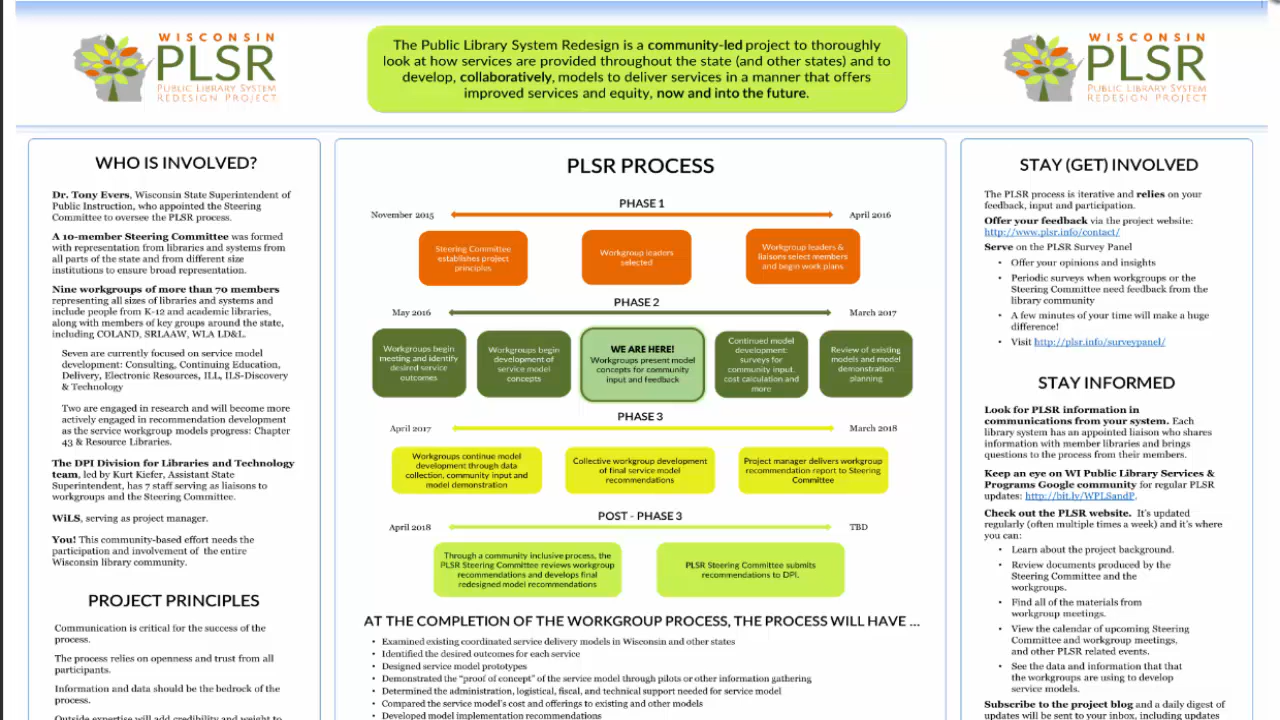 WISCONSIN
PLSR
PUBLIC LIBRARY SYSTEM
REDESIGN PROJECT
The Public Library System Redesign is a community-led project to thoroughly
look at how services are provided throughout the state (and other states) and to
develop, collaboratively, models to deliver services in a manner that offers
improved services and equity, now and into the future.
WISCONSIN
PLSR
PUBLIC LIBRARY SYSTEM
REDESIGN PROJECT
WHO IS INVOLVED?
Dr. Tony Evers, Wisconsin State Superintendent of
Public Instruction, who appointed the Steering
Committee to oversee the PLSR process.
A 10-member Steering Committee was formed
with representation from libraries and systems from
all parts of the state and from different size
institutions to ensure broad representation.
Nine workgroups of more than 70 members
representing all sizes of libraries and systems and
include people from K-12 and academic libraries,
along with members of key groups around the state,
including COLAND, SRLAAW, WLA LD&L.
Seven are currently focused on service model
development: Consulting, Continuing Education,
Delivery, Electronic Resources, ILL, ILS-Discovery
& Technology
Two are engaged in research and will become more
actively engaged in recommendation development
as the service workgroup models progress: Chapter
43 & Resource Libraries.
The DPI Division for Libraries and Technology
team, led by Kurt Kiefer, Assistant State
Superintendent, has 7 staff serving as liaisons to
workgroups and the Steering Committee.
WiLS, serving as project manager.
You! This community-based effort needs the
participation and involvement of the entire
Wisconsin library community.
PROJECT PRINCIPLES
Communication is critical for the success of the
process.
The process relies on openness and trust from all
participants.
Information and data should be the bedrock of the
process.
Outside expertise will add credibility and weight to
PLSR PROCESS
PHASE 1
November 2015
April 2016
Steering Committee
establishes project
principles
Workgroup leaders
selected
Workgroup leaders &
liaisons select members
and begin work plans
PHASE 2
May 2016
March 2017
Workgroups begin
meeting and identify
desired service
outcomes
Workgroups begin
development of
service model
concepts
WE ARE HERE!
Workgroups present model
concepts for community
input and feedback
Continued model
development:
surveys for
community input,
cost calculation and
more
Review of existing
models and model
demonstration
planning
PHASE 3
April 2017
March 2018
Workgroups continue model
development through data
collection, community input and
model demonstration
Collective workgroup development
of final service model
recommendations
Project manager delivers workgroup
recommendation report to Steering
Committee
POST - PHASE 3
April 2018
TBD
Through a community inclusive process, the
PLSR Steering Committee reviews workgroup
recommendations and develops final
redesigned model recommendations
PLSR Steering Committee submits
recommendations to DPI.
AT THE COMPLETION OF THE WORKGROUP PROCESS, THE PROCESS WILL HAVE ...
• Examined existing coordinated service delivery models in Wisconsin and other states
• Identified the desired outcomes for each service
• Designed service model prototypes
• Demonstrated the "proof of concept" of the service model through pilots or other information gathering
• Determined the administration, logistical, fiscal, and technical support needed for service model
• Compared the service model's cost and offerings to existing and other models
• Developed model implementation recommendations
STAY (GET) INVOLVED
The PLSR process is iterative and relies on your
feedback, input and participation.
Offer your feedback via the project website:
http://www.plsr.info/contact/
Serve on the PLSR Survey Panel
• Offer your opinions and insights
• Periodic surveys when workgroups or the
Steering Committee need feedback from the
library community
• A few minutes of your time will make a huge
difference!
• Visit http://plsr.info/surveypanel/
STAY INFORMED
Look for PLSR information in
communications from your system. Each
library system has an appointed liaison who shares
information with member libraries and brings
questions to the process from their members.
Keep an eye on WI Public Library Services &
Programs Google community for regular PLSR
updates: http://bit.ly/WPLSandP.
Check out the PLSR website. It's updated
regularly (often multiple times a week) and it's where
you can:
• Learn about the project background.
• Review documents produced by the
Steering Committee and the
workgroups.
• Find all of the materials from
workgroup meetings.
• View the calendar of upcoming Steering
Committee and workgroup meetings,
and other PLSR related events.
• See the data and information that that
the workgroups are using to develop
service models.
Subscribe to the project blog and a daily digest of
updates will be sent to your inbox, including updates